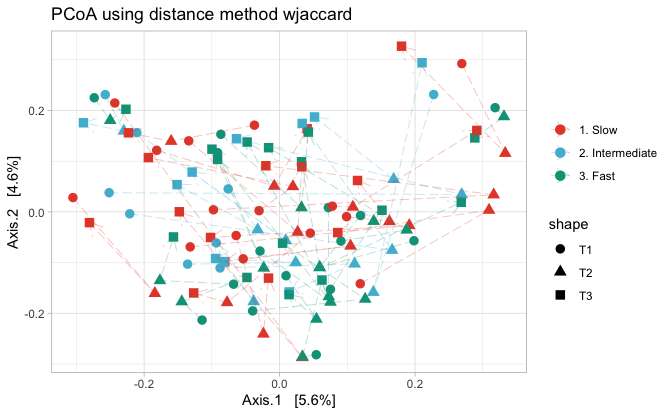 PCoA using distance method wjaccard
Axis.2 [4.6%]
0.2
0.0
-0.2
-0.2
0.0
0.2
Axis.1 [5.6%]
1. Slow
2. Intermediate
3. Fast
shape
T1
T2
T3